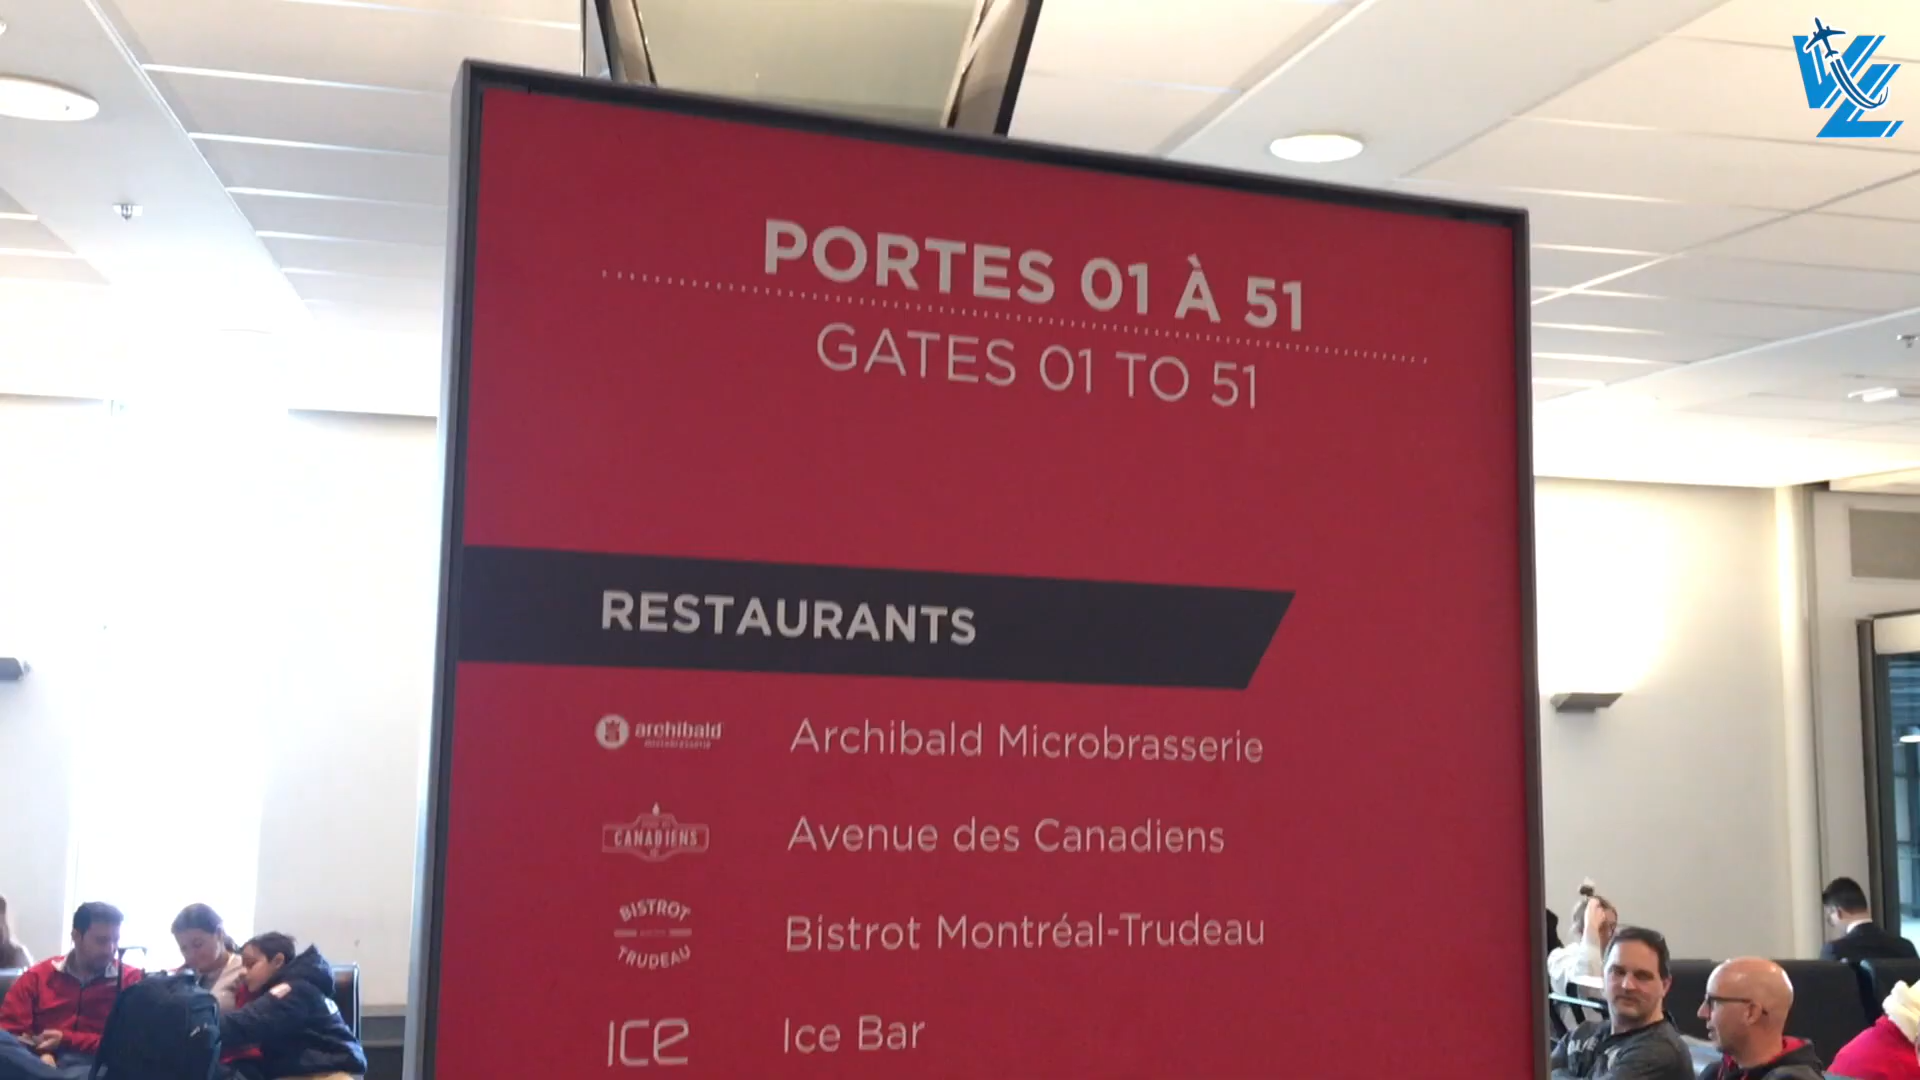 PORTES 01 À 51
GATES 01 TO 51
RESTAURANTS
archibald
Archibald Microbrasserie
CANADIENS
Avenue des Canadiens
BISTROT
TRUDEAU
Bistrot Montréal-Trudeau
ICE
Ice Bar